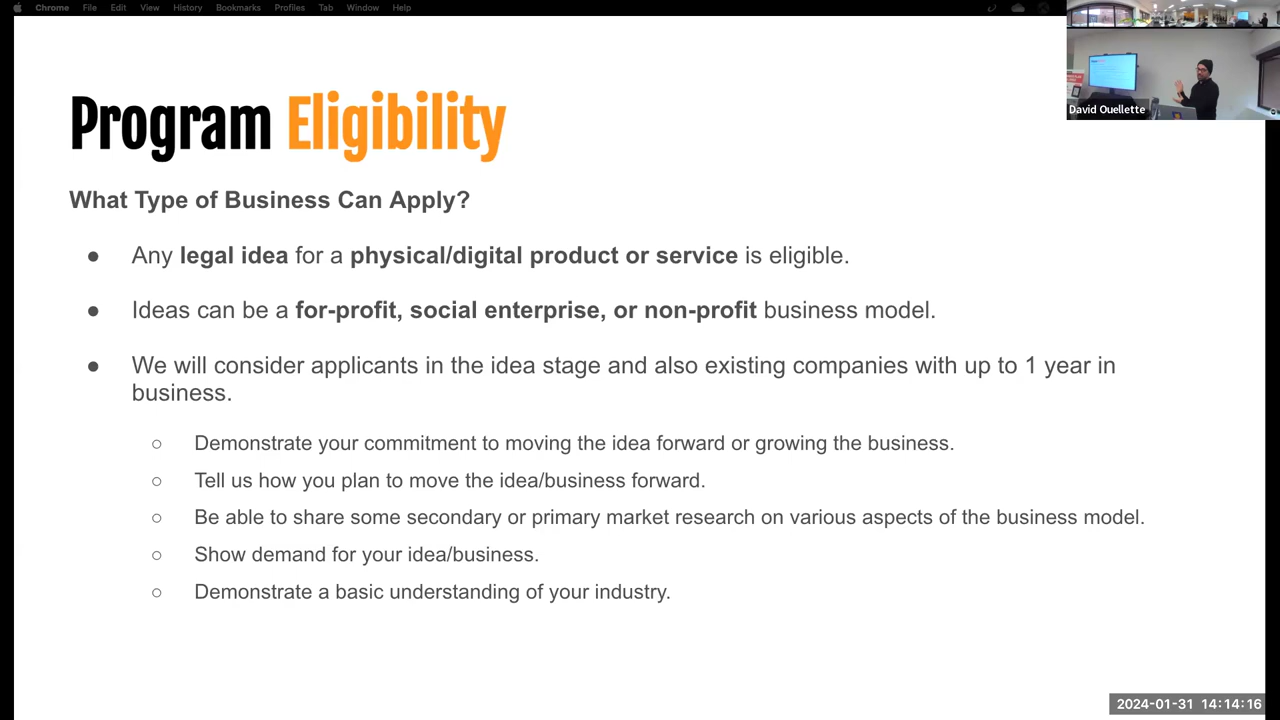 Chrome File Edit View History Bookmarks Profiles Tab Window Help
David Ouellette
Program Eligibility
What Type of Business Can Apply?
● Any legal idea for a physical/digital product or service is eligible.
● Ideas can be a for-profit, social enterprise, or non-profit business model.
● We will consider applicants in the idea stage and also existing companies with up to 1 year in
business.
○ Demonstrate your commitment to moving the idea forward or growing the business.
○ Tell us how you plan to move the idea/business forward.
○ Be able to share some secondary or primary market research on various aspects of the business model.
○ Show demand for your idea/business.
○ Demonstrate a basic understanding of your industry.
2024-01-31 14:14:16